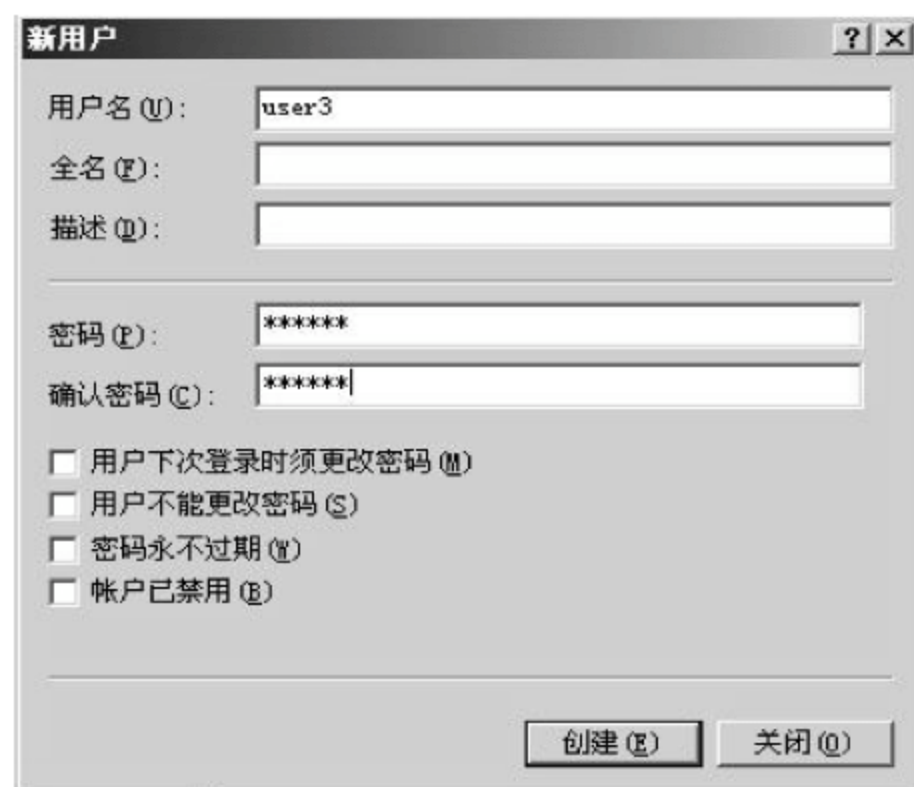 新用户
用户名(U): user3
全名(F):
描述(D):
密码(P): ******
确认密码(C): ******
用户下次登录时须更改密码(M)
用户不能更改密码(S)
密码永不过期(W)
帐户已禁用(B)
创建(E) 关闭(O)